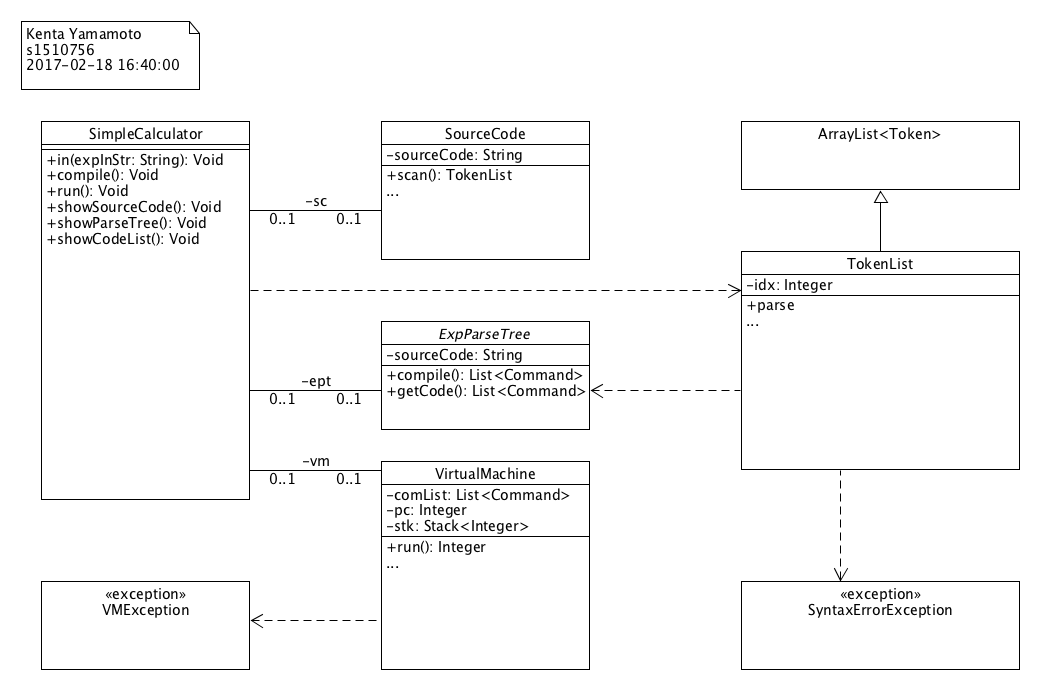 Kenta Yamamoto
s1510756
2017-02-18 16:40:00
SimpleCalculator
+in(expInStr: String): Void
+compile(): Void
+run(): Void
+showSourceCode(): Void
+showParseTree(): Void
+showCodeList(): Void
-sc
0..1
0..1
SourceCode
-sourceCode: String
+scan(): TokenList
...
ArrayList<Token>
TokenList
-idx: Integer
+parse
...
-ept
0..1
0..1
ExpParseTree
-sourceCode: String
+compile(): List<Command>
+getCode(): List<Command>
-vm
0..1
0..1
VirtualMachine
-comList: List<Command>
-pc: Integer
-stk: Stack<Integer>
+run(): Integer
...
«exception»
VMException
«exception»
SyntaxErrorException